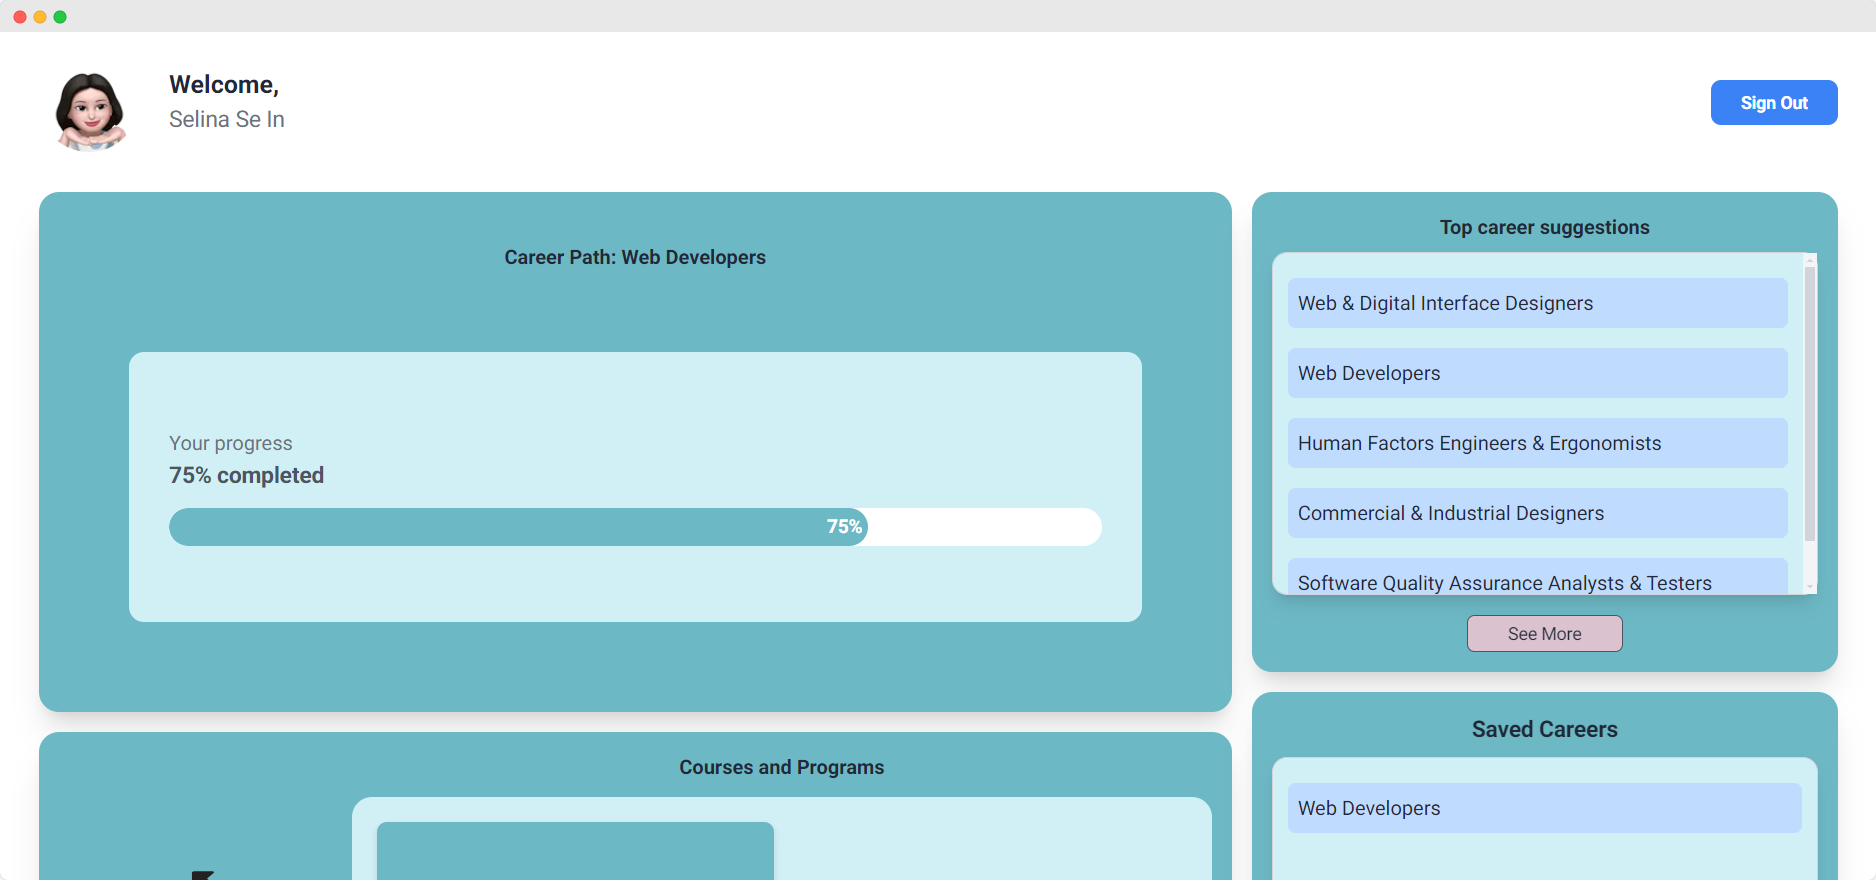 Welcome,
Selina Se In
Sign Out
Career Path: Web Developers
Your progress
75% completed
75%
Top career suggestions
Web & Digital Interface Designers
Web Developers
Human Factors Engineers & Ergonomists
Commercial & Industrial Designers
Software Quality Assurance Analysts & Testers
See More
Courses and Programs
Saved Careers
Web Developers